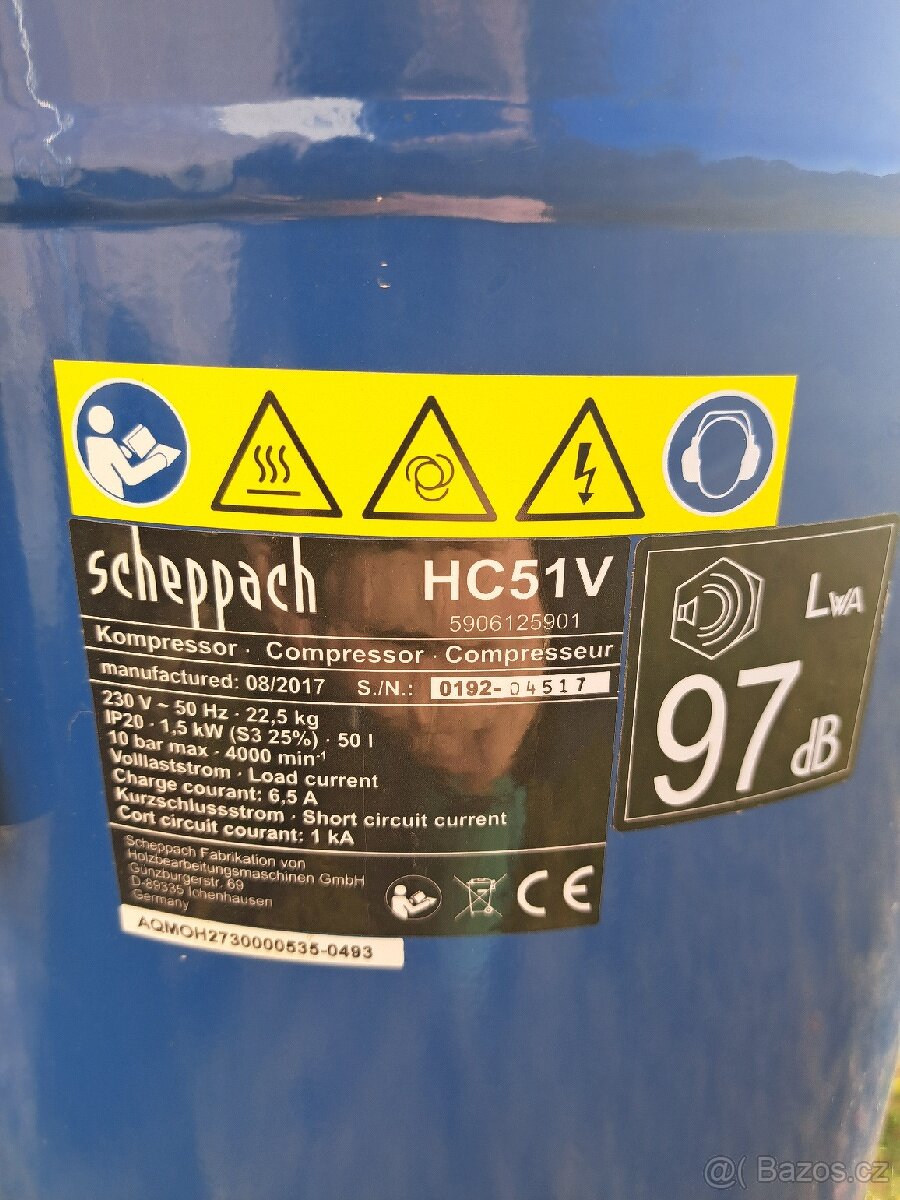 scheppach
HC51V
5906125901
Kompressor · Compressor · Compresseur
manufactured: 08/2017 S./N.: 0192-04517
230 V ~ 50 Hz · 22,5 kg
IP20 · 1,5 kW (S3 25%) · 50 l
10 bar max · 4000 min-1
Volllaststrom · Load current
Charge courant: 6,5 A
Kurzschlussstrom · Short circuit current
Cort circuit courant: 1 kA
Scheppach Fabrikation von
Holzbearbeitungsmaschinen GmbH
Günzburgerstr. 69
D-89335 Ichenhausen
Germany
CE
AQMOH2730000535-0493
LWA
97 dB
@( Bazos.cz